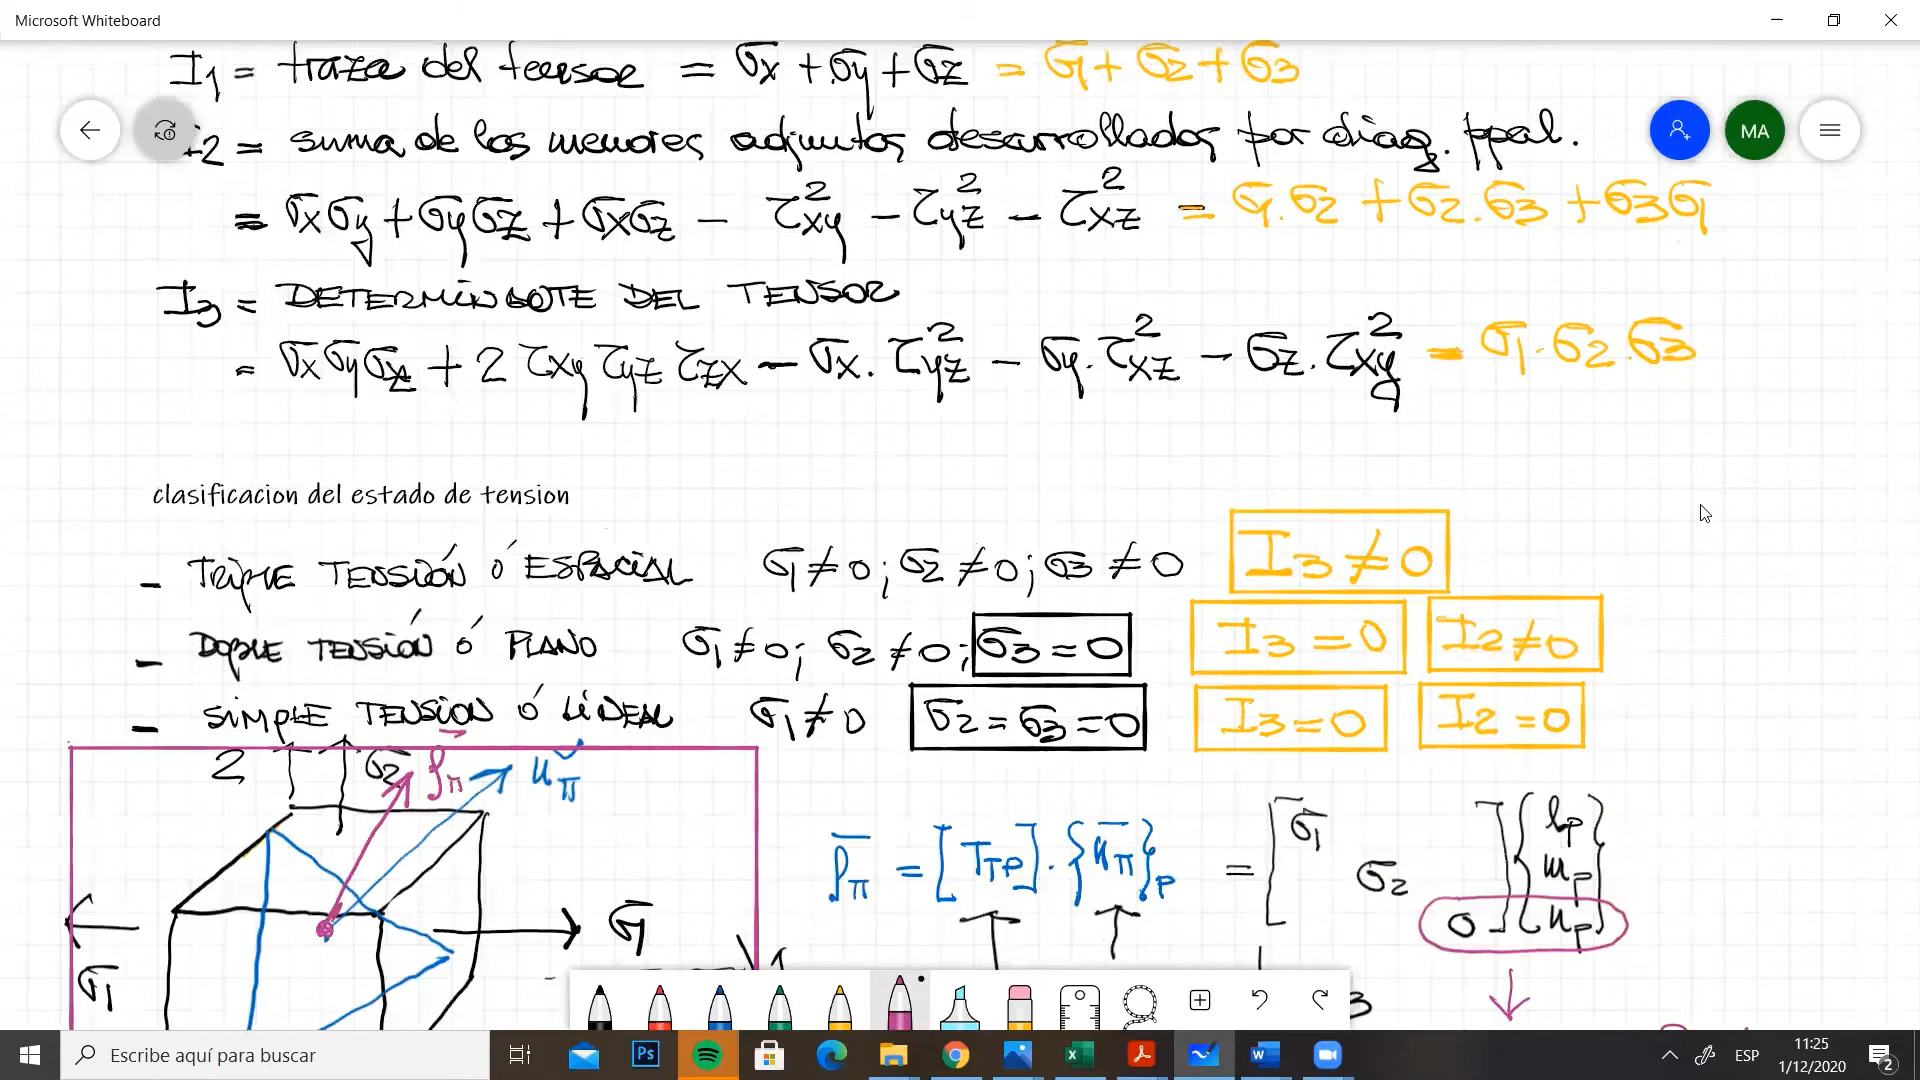 Microsoft Whiteboard
I1 = traza del tensor = σx + σy + σz = σ1 + σ2 + σ3
I2 = suma de los menores adjuntos desarrollados por diag. ppal.
= σxσy + σyσz + σxσz - τxy² - τyz² - τxz² = σ1.σ2 + σ2.σ3 + σ3σ1
I3 = DETERMINANTE DEL TENSOR
= σxσyσz + 2 τxy τyz τzx - σx.τyz² - σy.τxz² - σz.τxy² = σ1.σ2.σ3
MA
clasificacion del estado de tension
- TRIPLE TENSIÓN ó ESPACIAL σ1≠0; σ2≠0; σ3≠0 I3≠0
- DOBLE TENSIÓN ó PLANO σ1≠0; σ2≠0; σ3=0 I3=0 I2≠0
- SIMPLE TENSIÓN ó LINEAL σ1≠0 σ2=σ3=0 I3=0 I2=0
2 σ2 ρπ uπ
ρπ = [TTP].{uπ}P = [σ1 σ2 0] {lp mp np}
σ1
σ1
3
Escribe aquí para buscar
Ps
ESP
11:25
1/12/2020
2